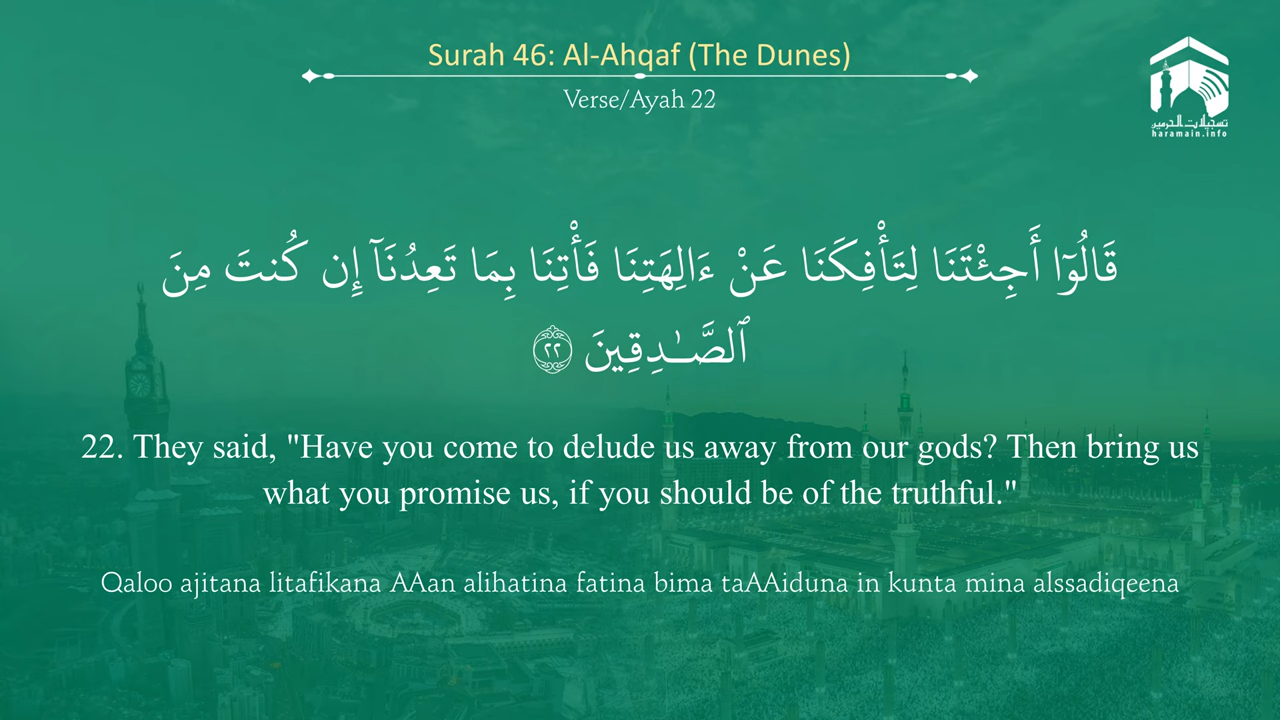 Surah 46: Al-Ahqaf (The Dunes)
Verse/Ayah 22
تسجيلات الحرمين
haramain.info
قَالُوٓا۟ أَجِئْتَنَا لِتَأْفِكَنَا عَنْ ءَالِهَتِنَا فَأْتِنَا بِمَا تَعِدُنَآ إِن كُنتَ مِنَ
ٱلصَّـٰدِقِينَ ٢٢
22. They said, "Have you come to delude us away from our gods? Then bring us
what you promise us, if you should be of the truthful."
Qaloo ajitana litafikana AAan alihatina fatina bima taAAiduna in kunta mina alssadiqeena